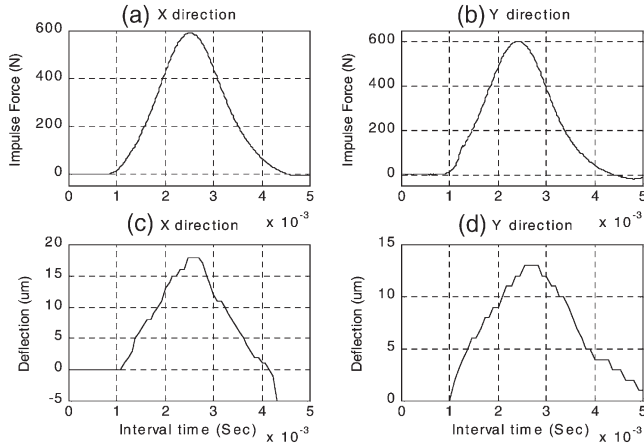 (a) X direction
600
400
200
0
Impulse Force (N)
0 1 2 3 4 5
x 10⁻³
(b) Y direction
600
400
200
0
Impulse Force (N)
0 1 2 3 4 5
x 10⁻³
(c) X direction
20
15
10
5
0
-5
Deflection (um)
0 1 2 3 4 5
Interval time (Sec) x 10⁻³
(d) Y direction
15
10
5
0
Deflection (um)
0 1 2 3 4 5
Interval time (Sec) x 10⁻³